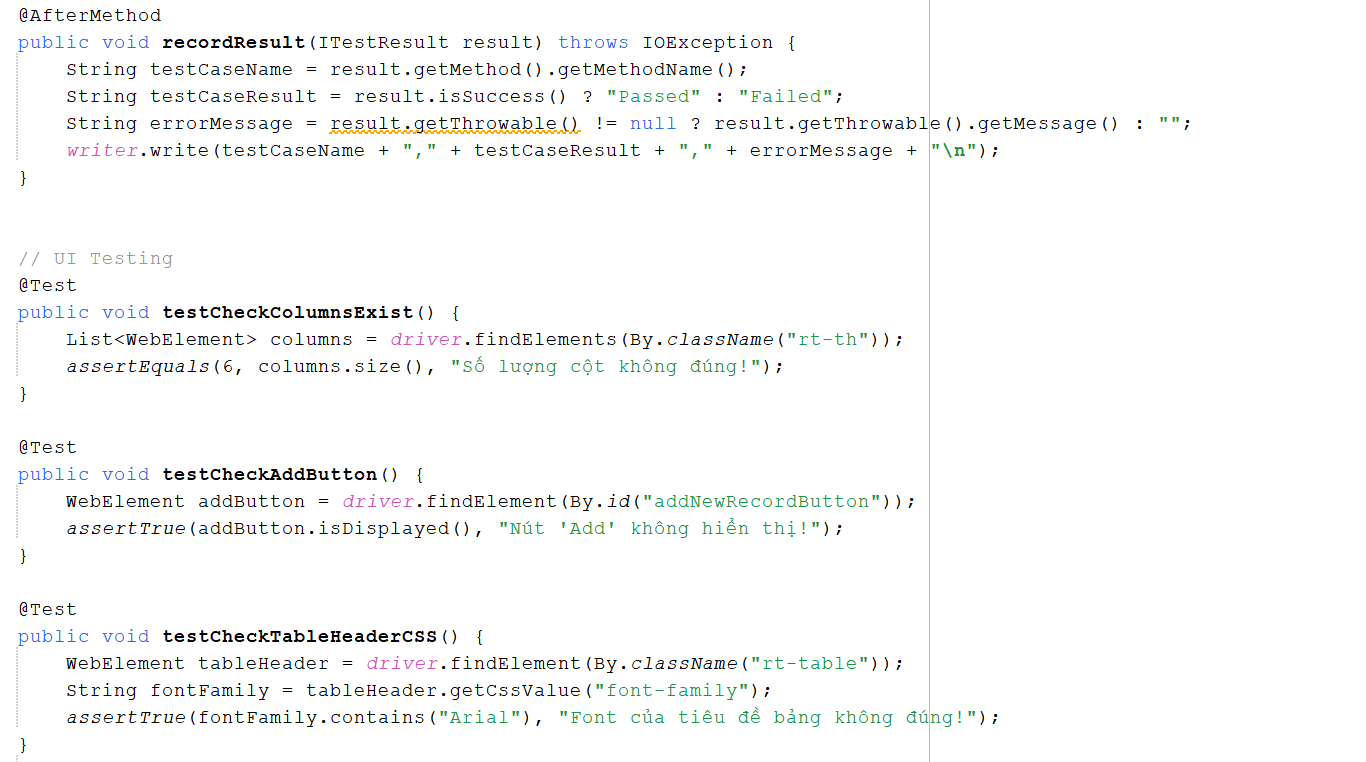 @AfterMethod
public void recordResult(ITestResult result) throws IOException {
    String testCaseName = result.getMethod().getMethodName();
    String testCaseResult = result.isSuccess() ? "Passed" : "Failed";
    String errorMessage = result.getThrowable() != null ? result.getThrowable().getMessage() : "";
    writer.write(testCaseName + "," + testCaseResult + "," + errorMessage + "\n");
}
// UI Testing
@Test
public void testCheckColumnsExist() {
    List<WebElement> columns = driver.findElements(By.className("rt-th"));
    assertEquals(6, columns.size(), "Số lượng cột không đúng!");
}
@Test
public void testCheckAddButton() {
    WebElement addButton = driver.findElement(By.id("addNewRecordButton"));
    assertTrue(addButton.isDisplayed(), "Nút 'Add' không hiển thị!");
}
@Test
public void testCheckTableHeaderCSS() {
    WebElement tableHeader = driver.findElement(By.className("rt-table"));
    String fontFamily = tableHeader.getCssValue("font-family");
    assertTrue(fontFamily.contains("Arial"), "Font của tiêu đề bảng không đúng!");
}